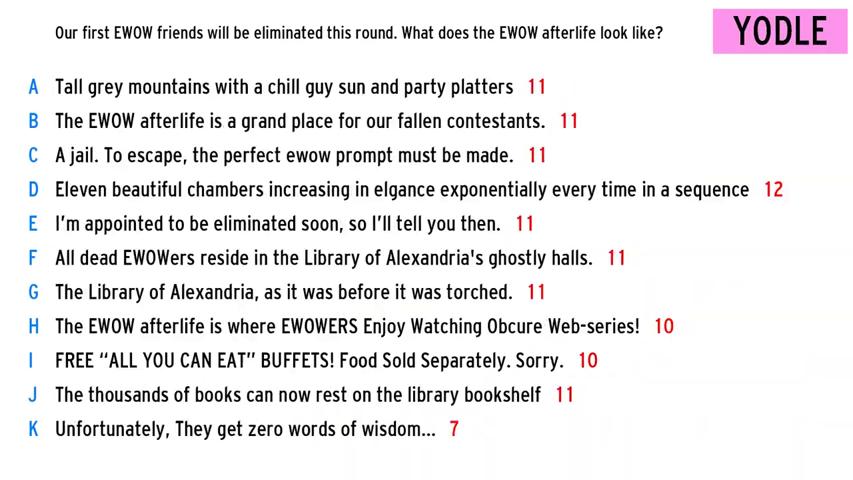 Our first EWOW friends will be eliminated this round. What does the EWOW afterlife look like?
YODLE
A Tall grey mountains with a chill guy sun and party platters 11
B The EWOW afterlife is a grand place for our fallen contestants. 11
C A jail. To escape, the perfect ewow prompt must be made. 11
D Eleven beautiful chambers increasing in elgance exponentially every time in a sequence 12
E I'm appointed to be eliminated soon, so I'll tell you then. 11
F All dead EWOWers reside in the Library of Alexandria's ghostly halls. 11
G The Library of Alexandria, as it was before it was torched. 11
H The EWOW afterlife is where EWOWERS Enjoy Watching Obcure Web-series! 10
I FREE “ALL YOU CAN EAT” BUFFETS! Food Sold Separately. Sorry. 10
J The thousands of books can now rest on the library bookshelf 11
K Unfortunately, They get zero words of wisdom... 7